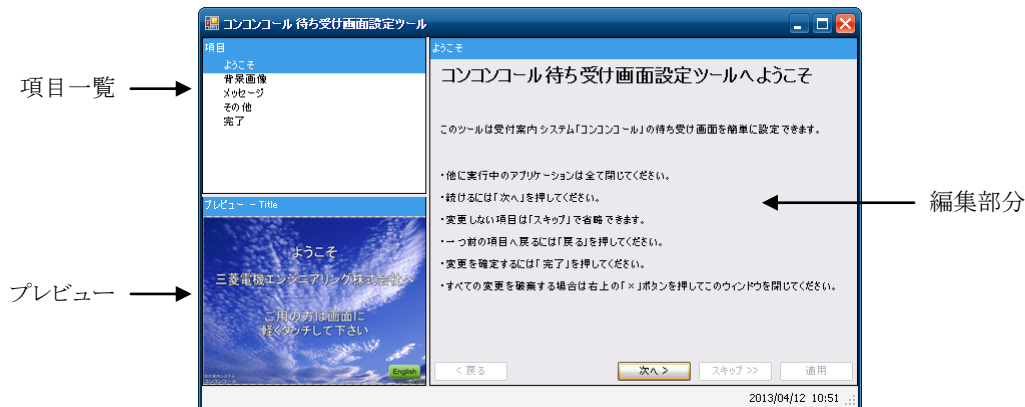 コンコンコール 待ち受け画面設定ツール
項目
ようこそ
背景画像
メッセージ
その他
完了
項目一覧
プレビュー － Title
ようこそ
三菱電機エンジニアリング株式会社へ
ご用の方は画面に
軽くタッチして下さい
受付案内システム
コンコンコール
English
プレビュー
ようこそ
コンコンコール 待ち受け画面設定ツールへようこそ
このツールは受付案内システム「コンコンコール」の待ち受け画面を簡単に設定できます。
・他に実行中のアプリケーションは全て閉じてください。
・続けるには「次へ」を押してください。
・変更しない項目は「スキップ」で省略できます。
・一つ前の項目へ戻るには「戻る」を押してください。
・変更を確定するには「完了」を押してください。
・すべての変更を破棄する場合は右上の「×」ボタンを押してこのウィンドウを閉じてください。
編集部分
< 戻る
次へ >
スキップ >>
適用
2013/04/12 10:51